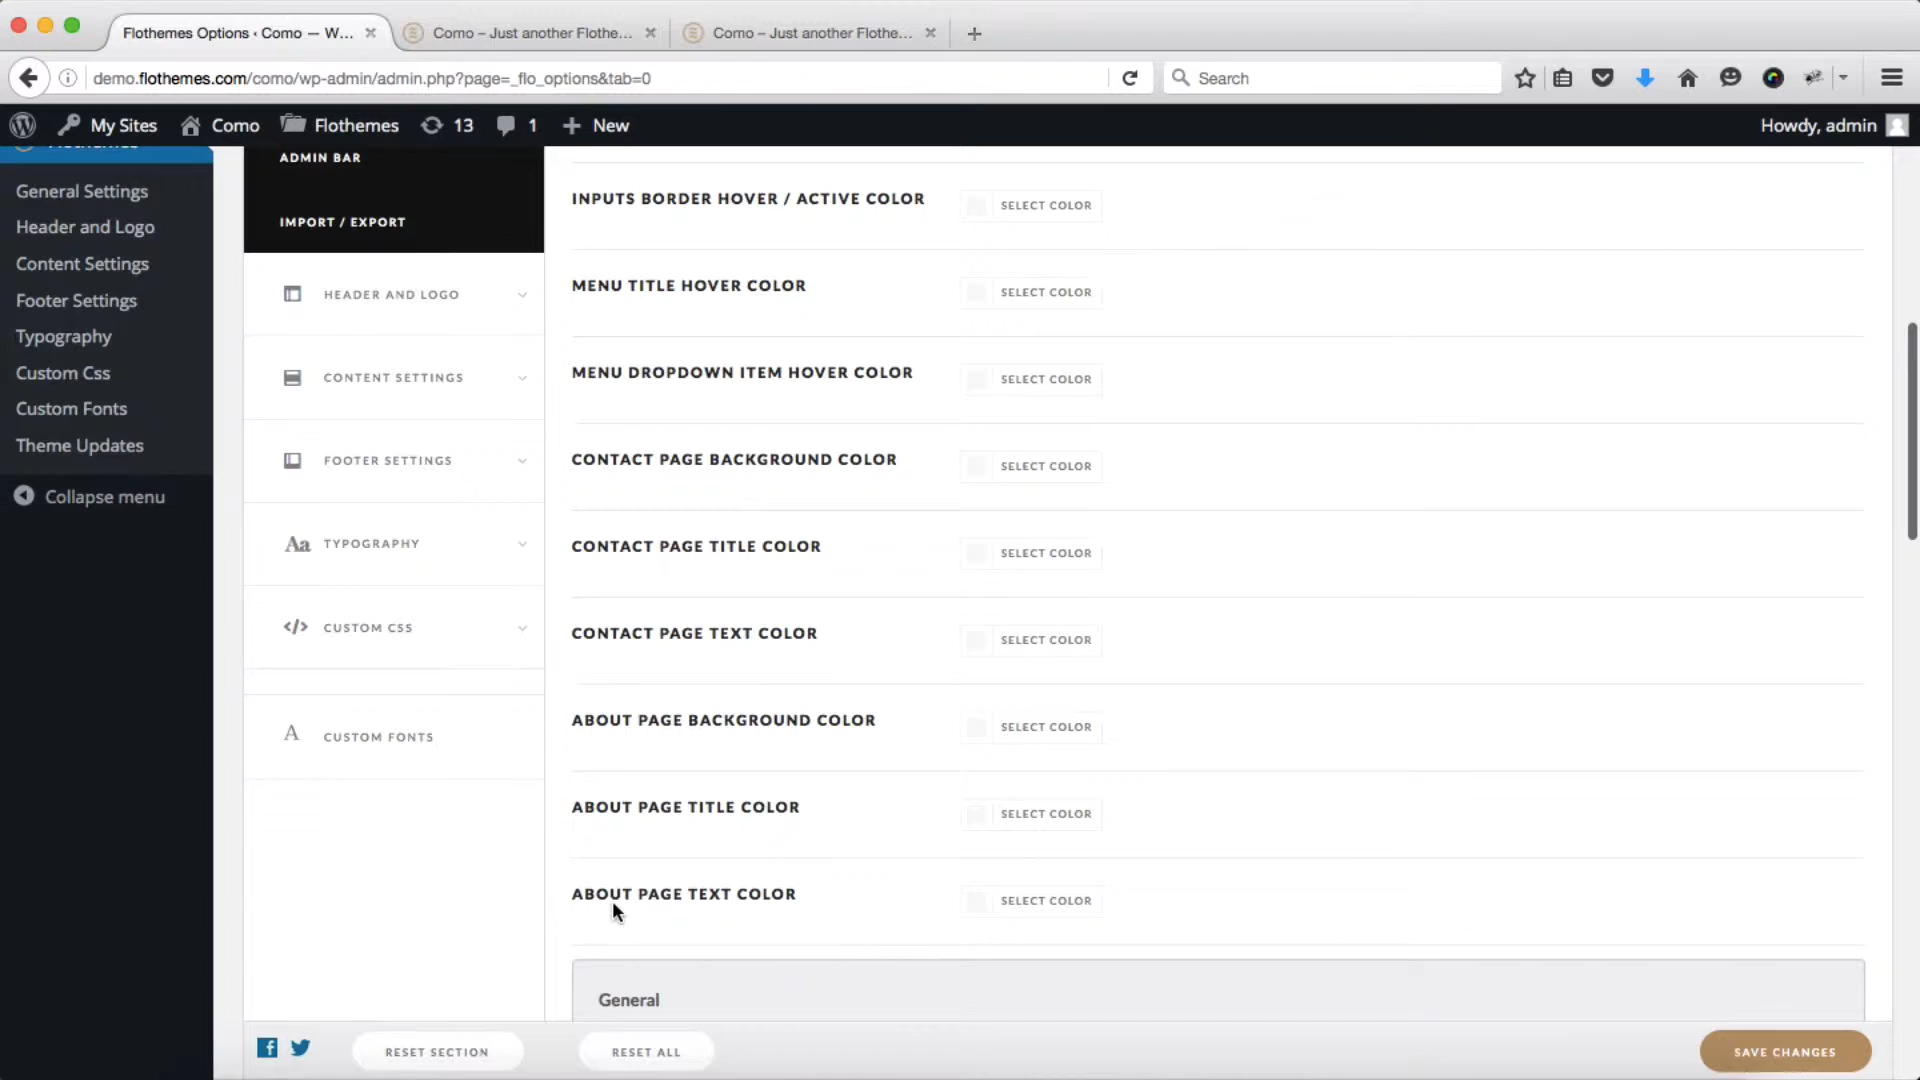 Flothemes Options ‹ Como — W...
Como – Just another Flothe...
Como – Just another Flothe...
demo.flothemes.com/como/wp-admin/admin.php?page=_flo_options&tab=0
Search
My Sites
Como
Flothemes
13
1
New
Howdy, admin
Flothemes
General Settings
Header and Logo
Content Settings
Footer Settings
Typography
Custom Css
Custom Fonts
Theme Updates
Collapse menu
ADMIN BAR
IMPORT / EXPORT
HEADER AND LOGO
CONTENT SETTINGS
FOOTER SETTINGS
Aa TYPOGRAPHY
</> CUSTOM CSS
A CUSTOM FONTS
INPUTS BORDER HOVER / ACTIVE COLOR SELECT COLOR
MENU TITLE HOVER COLOR SELECT COLOR
MENU DROPDOWN ITEM HOVER COLOR SELECT COLOR
CONTACT PAGE BACKGROUND COLOR SELECT COLOR
CONTACT PAGE TITLE COLOR SELECT COLOR
CONTACT PAGE TEXT COLOR SELECT COLOR
ABOUT PAGE BACKGROUND COLOR SELECT COLOR
ABOUT PAGE TITLE COLOR SELECT COLOR
ABOUT PAGE TEXT COLOR SELECT COLOR
General
RESET SECTION
RESET ALL
SAVE CHANGES